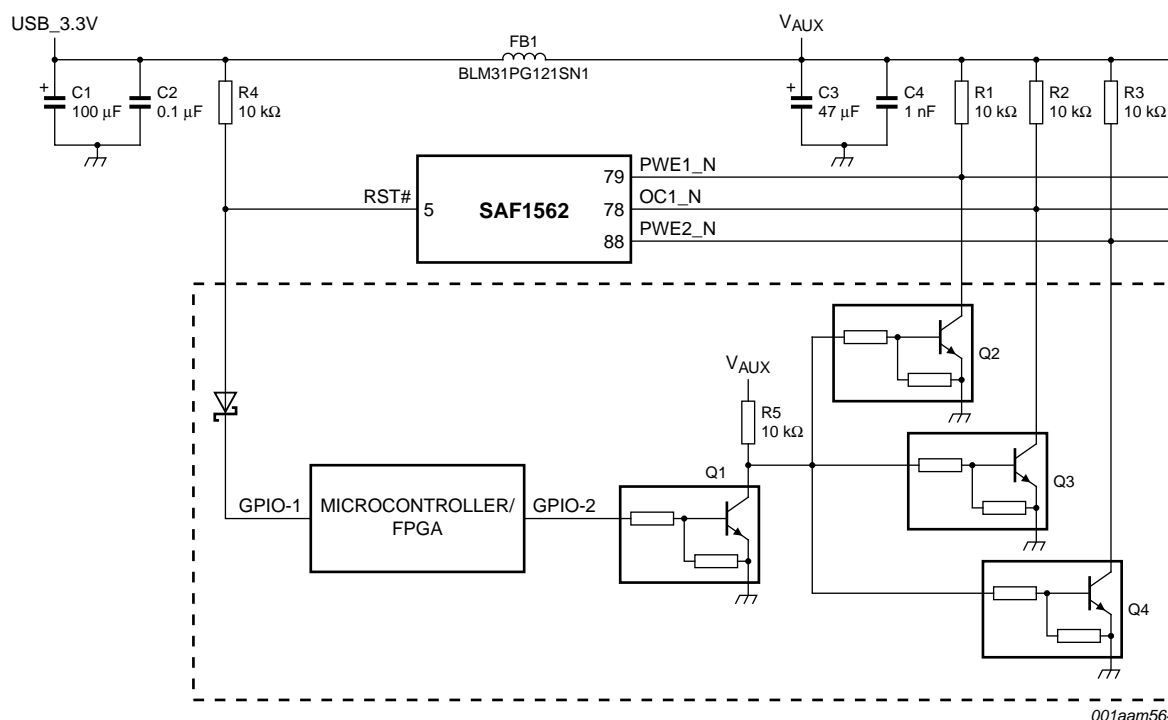 USB_3.3V
VAUX
FB1
BLM31PG121SN1
+
C1
100 μF
C2
0.1 μF
R4
10 kΩ
+
C3
47 μF
C4
1 nF
R1
10 kΩ
R2
10 kΩ
R3
10 kΩ
RST#
5
SAF1562
79
78
88
PWE1_N
OC1_N
PWE2_N
VAUX
R5
10 kΩ
Q2
Q3
Q1
GPIO-1
MICROCONTROLLER/
FPGA
GPIO-2
Q4